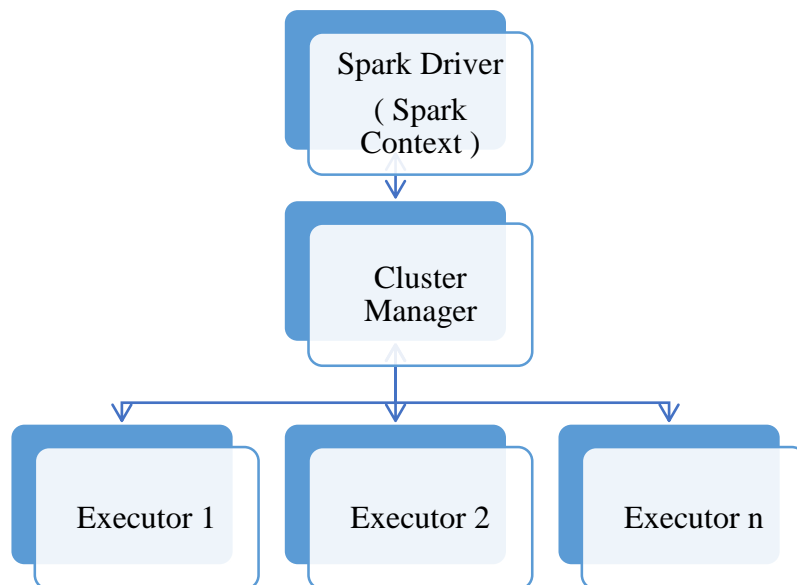 Spark Driver
( Spark
Context )
Cluster
Manager
Executor 1
Executor 2
Executor n